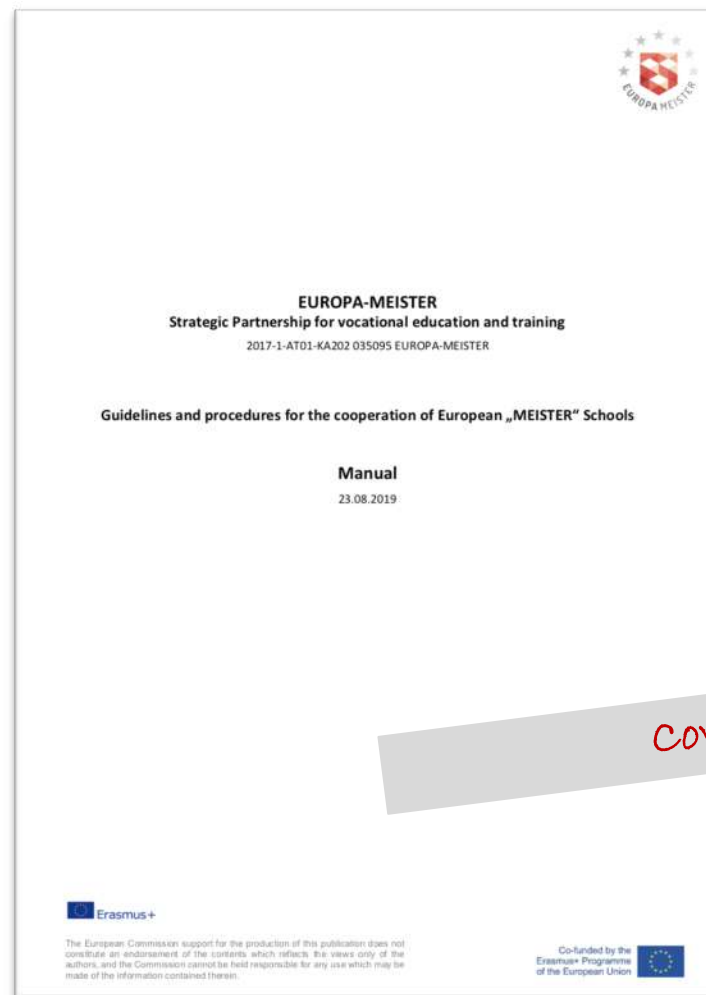 EUROPA MEISTER
EUROPA-MEISTER
Strategic Partnership for vocational education and training
2017-1-AT01-KA202 035095 EUROPA-MEISTER
Guidelines and procedures for the cooperation of European „MEISTER“ Schools
Manual
23.08.2019
Erasmus+
The European Commission support for the production of this publication does not
constitute an endorsement of the contents which reflects the views only of the
authors, and the Commission cannot be held responsible for any use which may be
made of the information contained therein.
Co-funded by the
Erasmus+ Programme
of the European Union